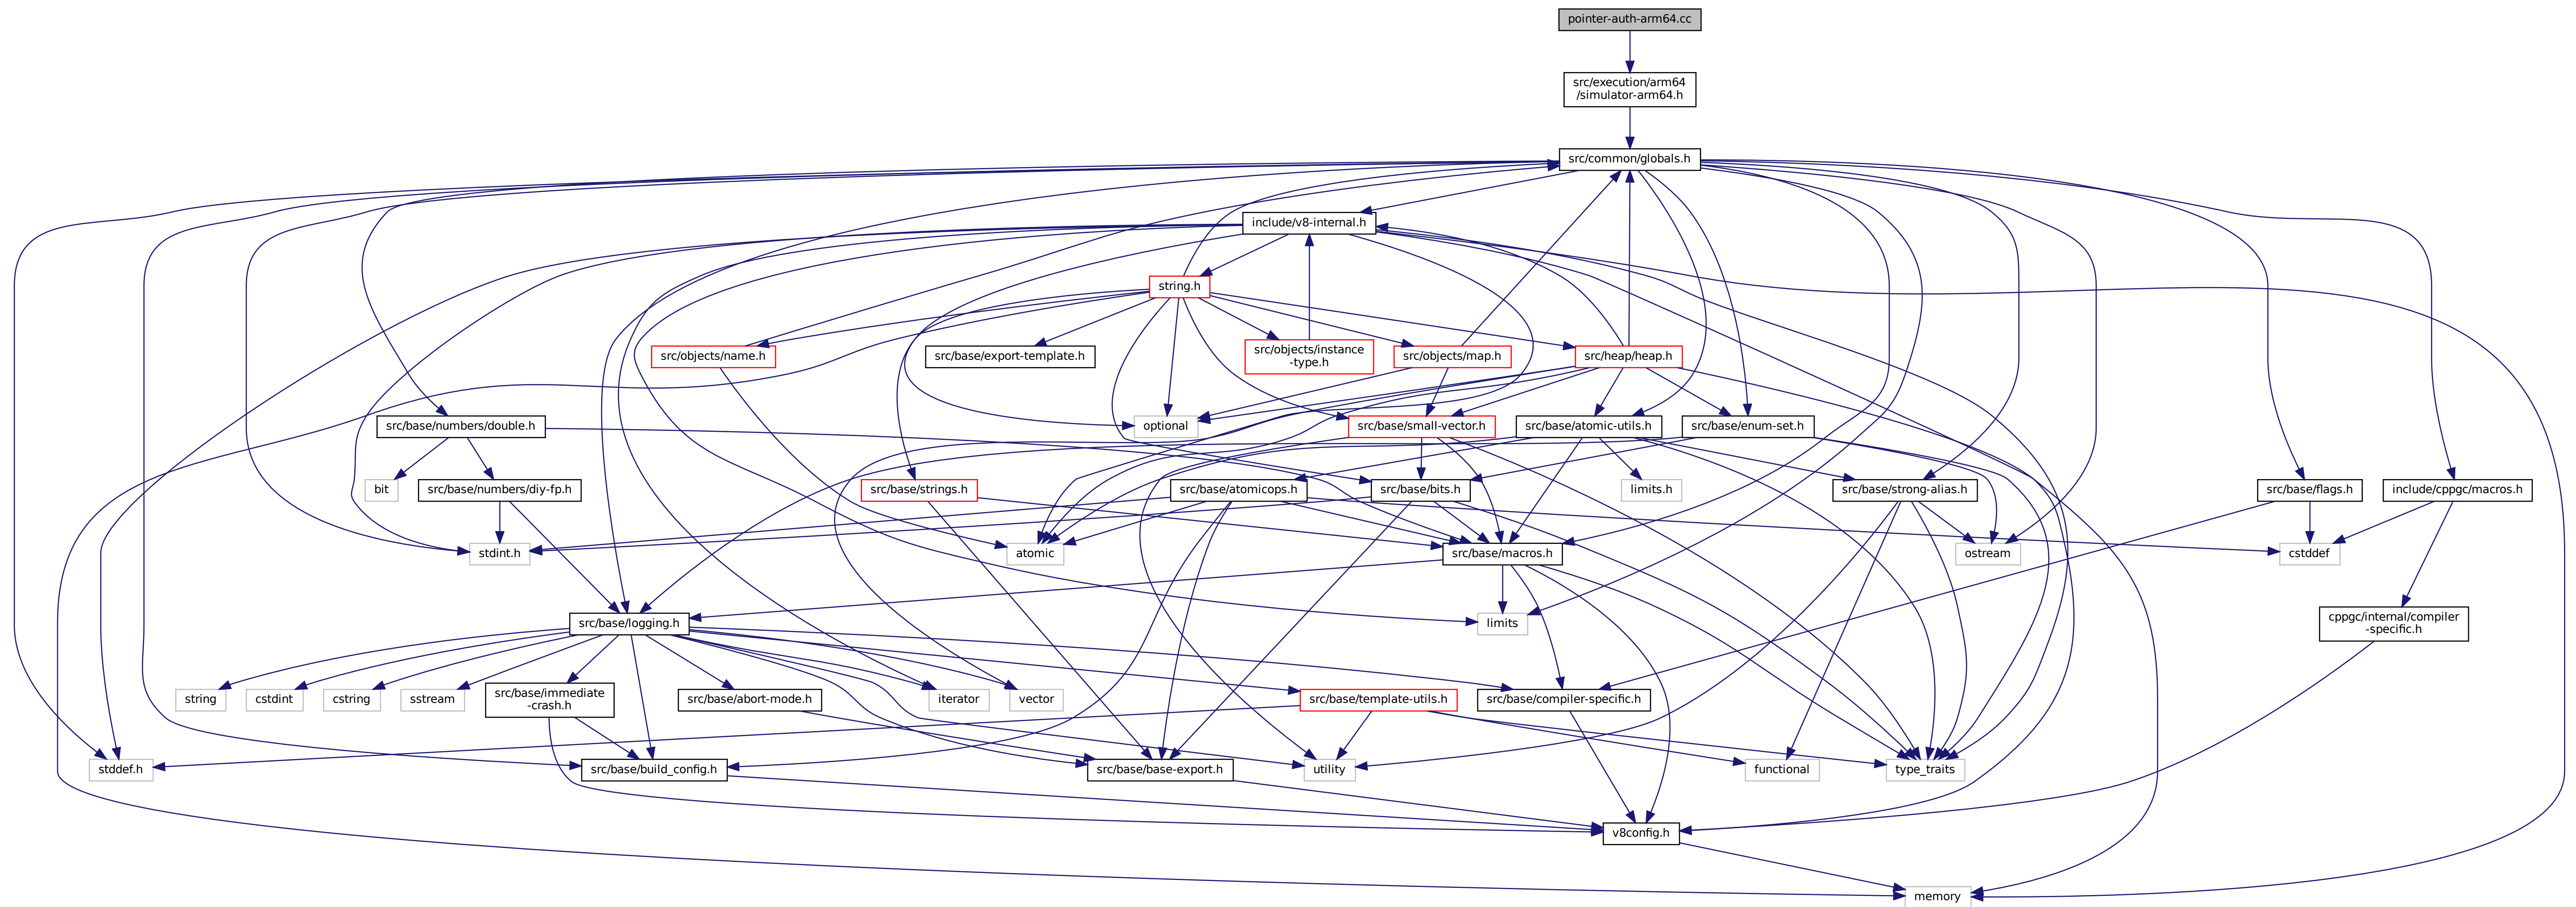 pointer-auth-arm64.cc
src/execution/arm64
/simulator-arm64.h
src/common/globals.h
include/v8-internal.h
string.h
src/objects/name.h
src/base/export-template.h
src/objects/instance
-type.h
src/objects/map.h
src/heap/heap.h
src/base/numbers/double.h
optional
src/base/small-vector.h
src/base/atomic-utils.h
src/base/enum-set.h
bit
src/base/numbers/diy-fp.h
src/base/strings.h
src/base/atomicops.h
src/base/bits.h
limits.h
src/base/strong-alias.h
src/base/flags.h
include/cppgc/macros.h
stdint.h
atomic
src/base/macros.h
ostream
cstddef
src/base/logging.h
limits
cppgc/internal/compiler
-specific.h
string
cstdint
cstring
sstream
src/base/immediate
-crash.h
src/base/abort-mode.h
iterator
vector
src/base/template-utils.h
src/base/compiler-specific.h
stddef.h
src/base/build_config.h
src/base/base-export.h
utility
functional
type_traits
v8config.h
memory